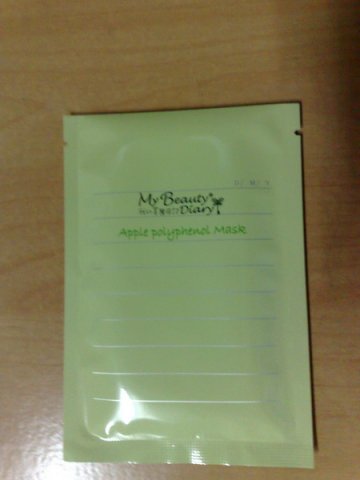 D/ M/ Y
My Beauty®
Diary
Apple polyphenol Mask